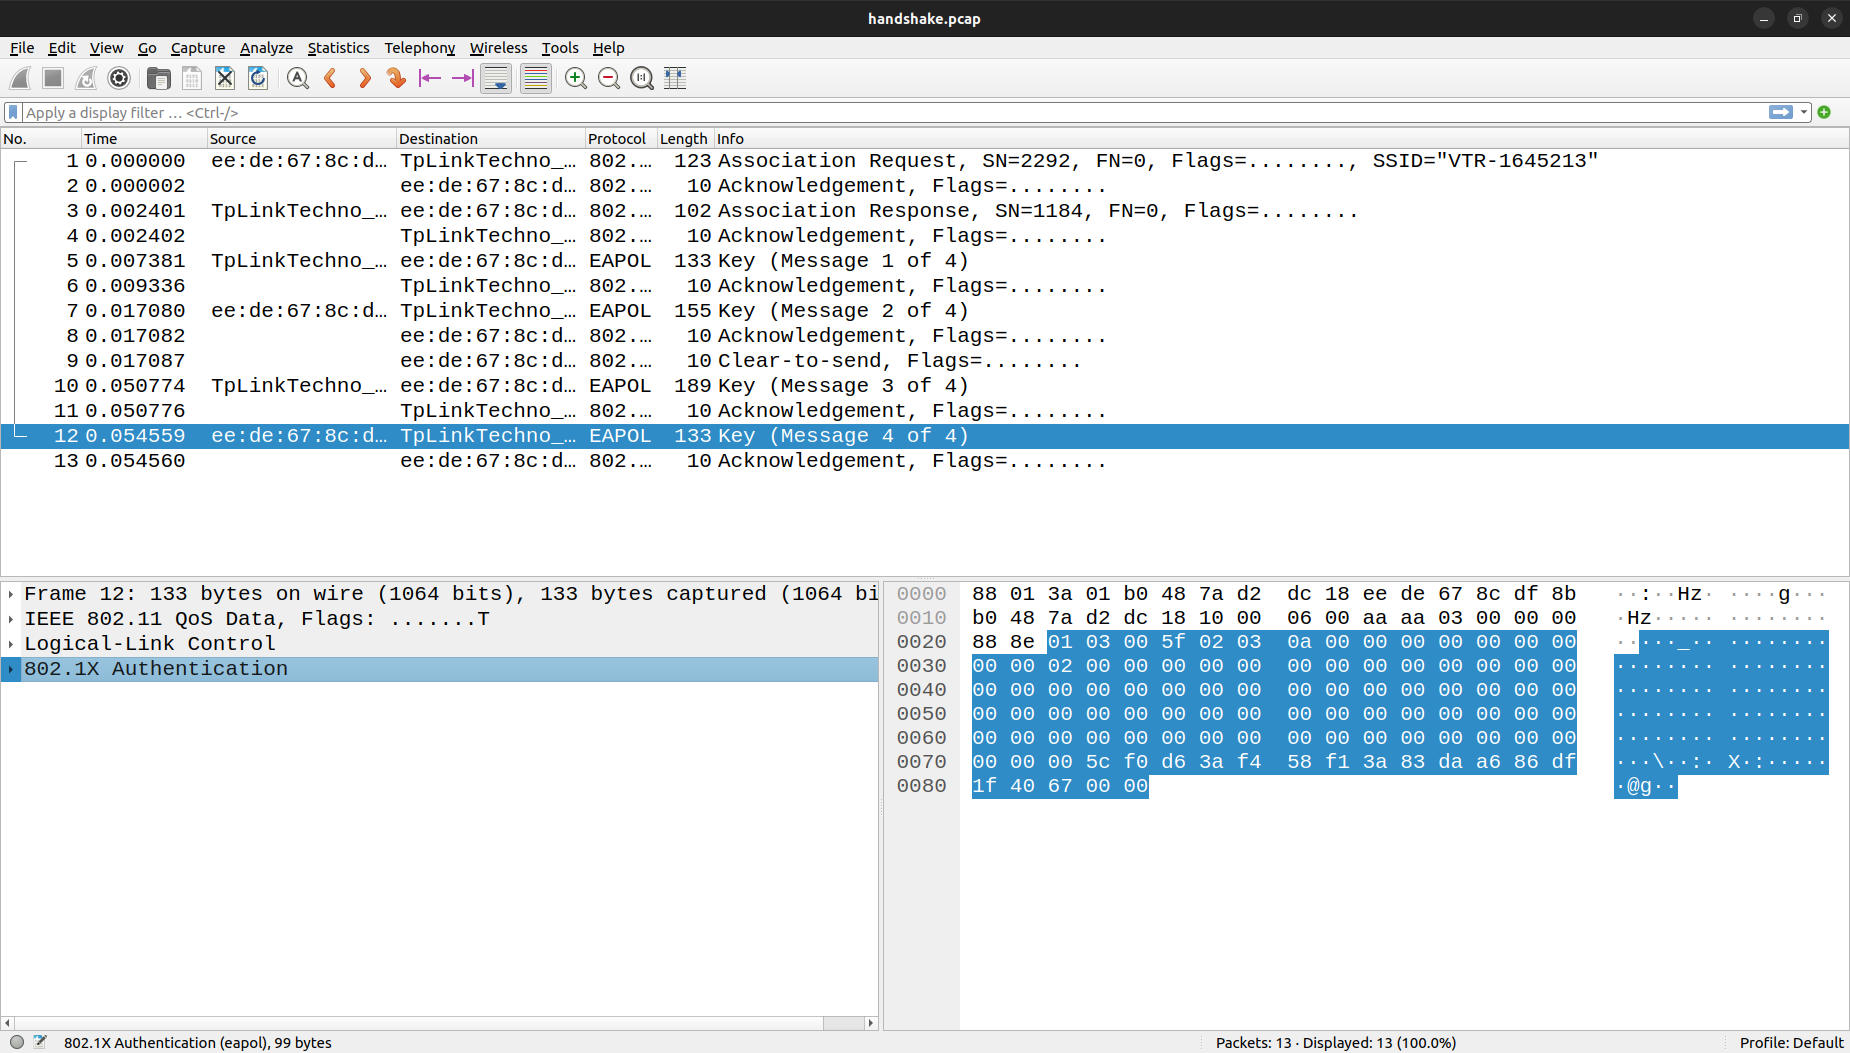 handshake.pcap
File Edit View Go Capture Analyze Statistics Telephony Wireless Tools Help
Apply a display filter … <Ctrl-/>
No. Time Source Destination Protocol Length Info
1 0.000000 ee:de:67:8c:d… TpLinkTechno_… 802.… 123 Association Request, SN=2292, FN=0, Flags=........, SSID="VTR-1645213"
2 0.000002 ee:de:67:8c:d… 802.… 10 Acknowledgement, Flags=........
3 0.002401 TpLinkTechno_… ee:de:67:8c:d… 802.… 102 Association Response, SN=1184, FN=0, Flags=........
4 0.002402 TpLinkTechno_… 802.… 10 Acknowledgement, Flags=........
5 0.007381 TpLinkTechno_… ee:de:67:8c:d… EAPOL 133 Key (Message 1 of 4)
6 0.009336 TpLinkTechno_… 802.… 10 Acknowledgement, Flags=........
7 0.017080 ee:de:67:8c:d… TpLinkTechno_… EAPOL 155 Key (Message 2 of 4)
8 0.017082 ee:de:67:8c:d… 802.… 10 Acknowledgement, Flags=........
9 0.017087 ee:de:67:8c:d… 802.… 10 Clear-to-send, Flags=........
10 0.050774 TpLinkTechno_… ee:de:67:8c:d… EAPOL 189 Key (Message 3 of 4)
11 0.050776 TpLinkTechno_… 802.… 10 Acknowledgement, Flags=........
12 0.054559 ee:de:67:8c:d… TpLinkTechno_… EAPOL 133 Key (Message 4 of 4)
13 0.054560 ee:de:67:8c:d… 802.… 10 Acknowledgement, Flags=........
Frame 12: 133 bytes on wire (1064 bits), 133 bytes captured (1064 bi
IEEE 802.11 QoS Data, Flags: .......T
Logical-Link Control
802.1X Authentication
0000 88 01 3a 01 b0 48 7a d2 dc 18 ee de 67 8c df 8b ··:··Hz· ····g···
0010 b0 48 7a d2 dc 18 10 00 06 00 aa aa 03 00 00 00 ·Hz····· ········
0020 88 8e 01 03 00 5f 02 03 0a 00 00 00 00 00 00 00 ·····_·· ········
0030 00 00 02 00 00 00 00 00 00 00 00 00 00 00 00 00 ········ ········
0040 00 00 00 00 00 00 00 00 00 00 00 00 00 00 00 00 ········ ········
0050 00 00 00 00 00 00 00 00 00 00 00 00 00 00 00 00 ········ ········
0060 00 00 00 00 00 00 00 00 00 00 00 00 00 00 00 00 ········ ········
0070 00 00 00 5c f0 d6 3a f4 58 f1 3a 83 da a6 86 df ···\··:· X·:·····
0080 1f 40 67 00 00 ·@g··
802.1X Authentication (eapol), 99 bytes
Packets: 13 · Displayed: 13 (100.0%)
Profile: Default